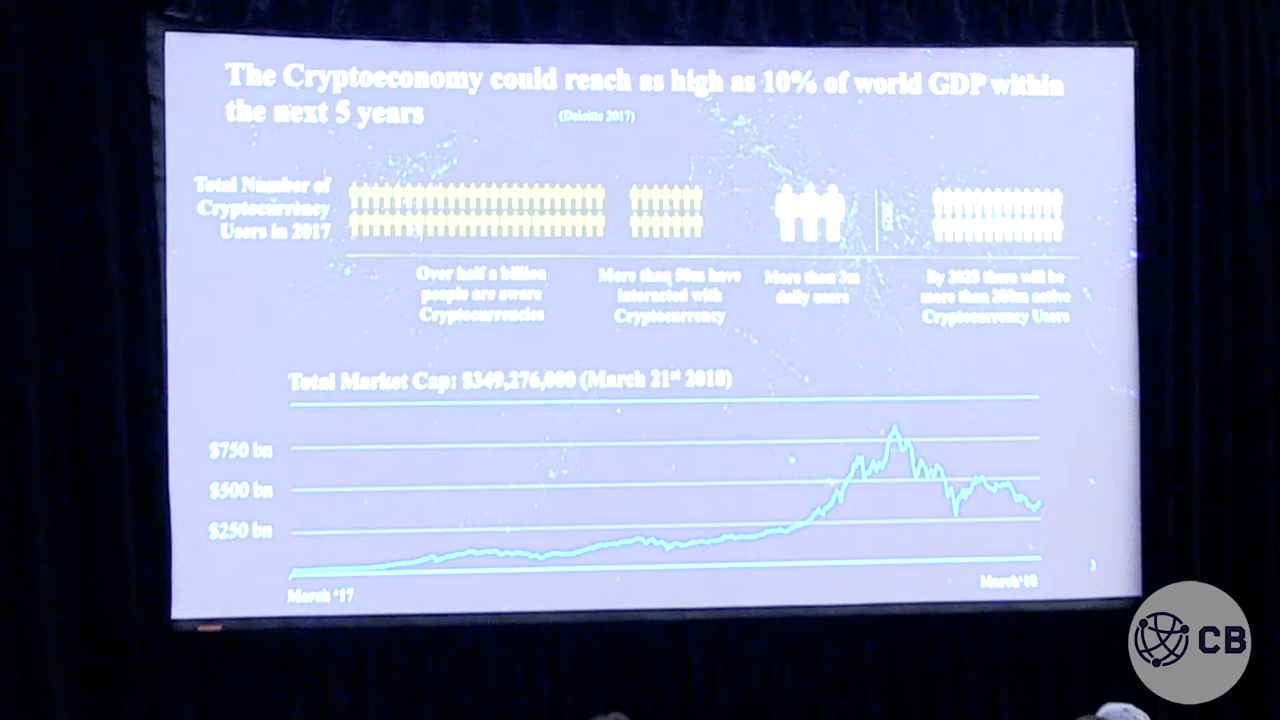 The Cryptoeconomy could reach as high as 10% of world GDP within
the next 5 years
(Deloitte 2017)
Total Number of
Cryptocurrency
Users in 2017
Over half a billion
people are aware
Cryptocurrencies
More than 50m have
interacted with
Cryptocurrency
More than 3m
daily users
2025
By 2025 there will be
more than 200m active
Cryptocurrency Users
Total Market Cap: $349,276,000 (March 21st 2018)
$750 bn
$500 bn
$250 bn
March '17
March'18
3
CB